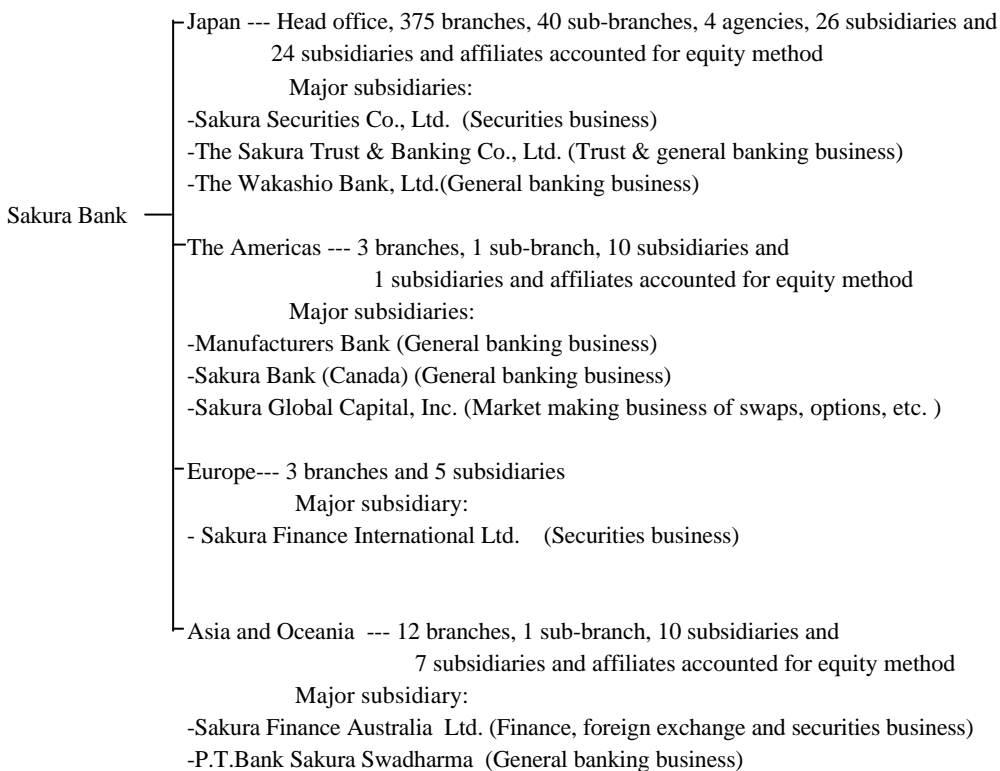 Japan --- Head office, 375 branches, 40 sub-branches, 4 agencies, 26 subsidiaries and
24 subsidiaries and affiliates accounted for equity method
Major subsidiaries:
-Sakura Securities Co., Ltd. (Securities business)
-The Sakura Trust & Banking Co., Ltd. (Trust & general banking business)
-The Wakashio Bank, Ltd.(General banking business)
Sakura Bank
The Americas --- 3 branches, 1 sub-branch, 10 subsidiaries and
1 subsidiaries and affiliates accounted for equity method
Major subsidiaries:
-Manufacturers Bank (General banking business)
-Sakura Bank (Canada) (General banking business)
-Sakura Global Capital, Inc. (Market making business of swaps, options, etc. )
Europe--- 3 branches and 5 subsidiaries
Major subsidiary:
- Sakura Finance International Ltd. (Securities business)
Asia and Oceania --- 12 branches, 1 sub-branch, 10 subsidiaries and
7 subsidiaries and affiliates accounted for equity method
Major subsidiary:
-Sakura Finance Australia Ltd. (Finance, foreign exchange and securities business)
-P.T.Bank Sakura Swadharma (General banking business)